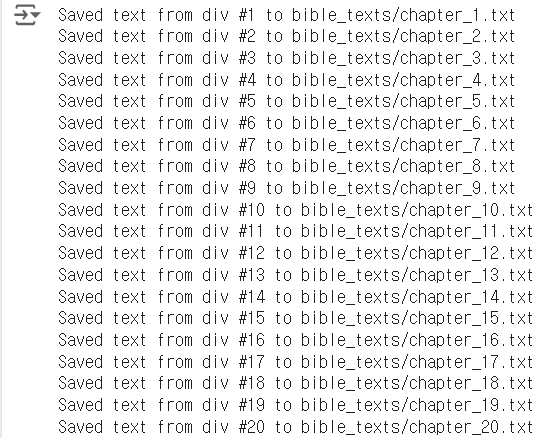 Saved text from div #1 to bible_texts/chapter_1.txt
Saved text from div #2 to bible_texts/chapter_2.txt
Saved text from div #3 to bible_texts/chapter_3.txt
Saved text from div #4 to bible_texts/chapter_4.txt
Saved text from div #5 to bible_texts/chapter_5.txt
Saved text from div #6 to bible_texts/chapter_6.txt
Saved text from div #7 to bible_texts/chapter_7.txt
Saved text from div #8 to bible_texts/chapter_8.txt
Saved text from div #9 to bible_texts/chapter_9.txt
Saved text from div #10 to bible_texts/chapter_10.txt
Saved text from div #11 to bible_texts/chapter_11.txt
Saved text from div #12 to bible_texts/chapter_12.txt
Saved text from div #13 to bible_texts/chapter_13.txt
Saved text from div #14 to bible_texts/chapter_14.txt
Saved text from div #15 to bible_texts/chapter_15.txt
Saved text from div #16 to bible_texts/chapter_16.txt
Saved text from div #17 to bible_texts/chapter_17.txt
Saved text from div #18 to bible_texts/chapter_18.txt
Saved text from div #19 to bible_texts/chapter_19.txt
Saved text from div #20 to bible_texts/chapter_20.txt